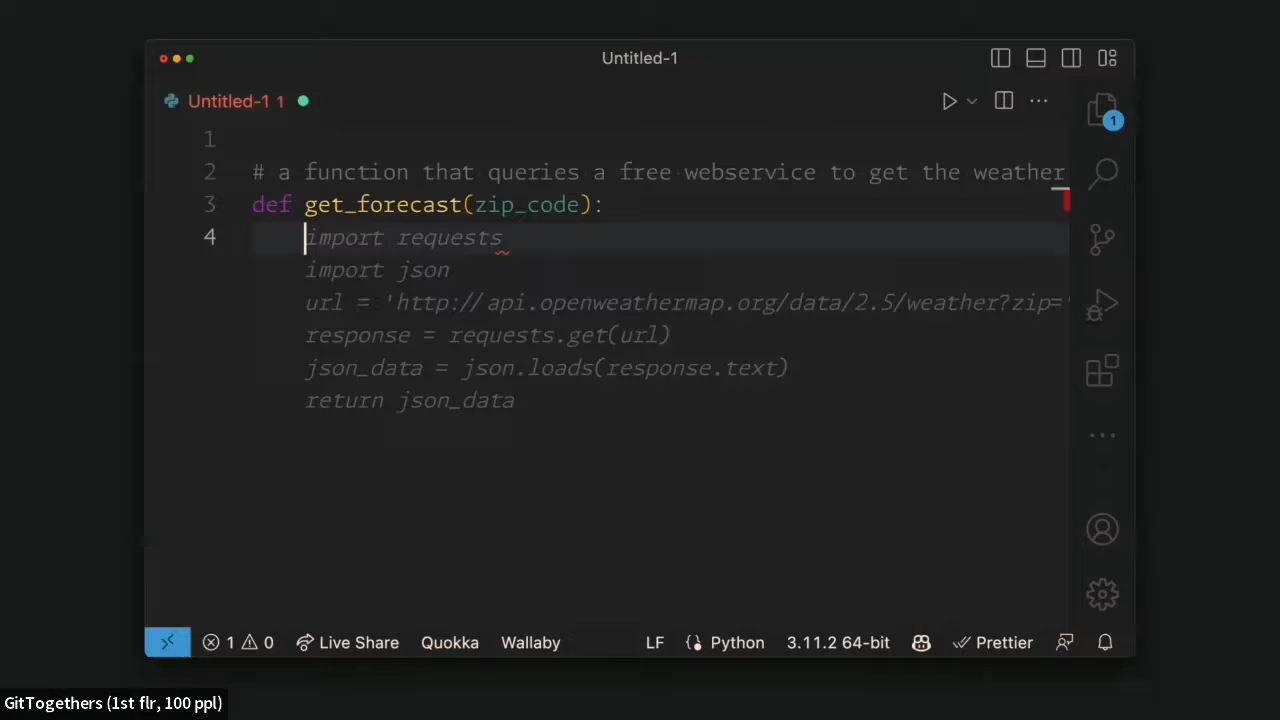 Untitled-1
Untitled-1 1
1
1
2 # a function that queries a free webservice to get the weather
3 def get_forecast(zip_code):
4 import requests
import json
url = 'http://api.openweathermap.org/data/2.5/weather?zip='
response = requests.get(url)
json_data = json.loads(response.text)
return json_data
1 0 Live Share Quokka Wallaby LF Python 3.11.2 64-bit Prettier
GitTogethers (1st flr, 100 ppl)